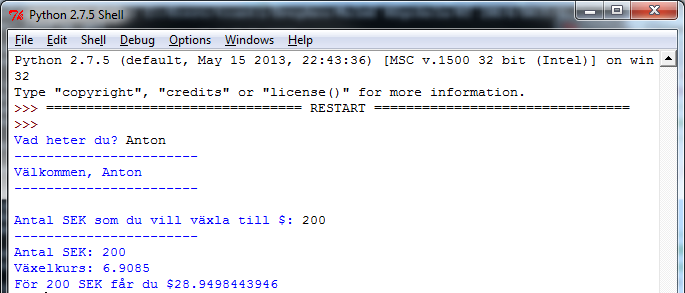 Python 2.7.5 Shell
File Edit Shell Debug Options Windows Help
Python 2.7.5 (default, May 15 2013, 22:43:36) [MSC v.1500 32 bit (Intel)] on win
32
Type "copyright", "credits" or "license()" for more information.
>>> ================================ RESTART ================================
>>>
Vad heter du? Anton
-----------------------
Välkommen, Anton
-----------------------
Antal SEK som du vill växla till $: 200
-----------------------
Antal SEK: 200
Växelkurs: 6.9085
För 200 SEK får du $28.9498443946